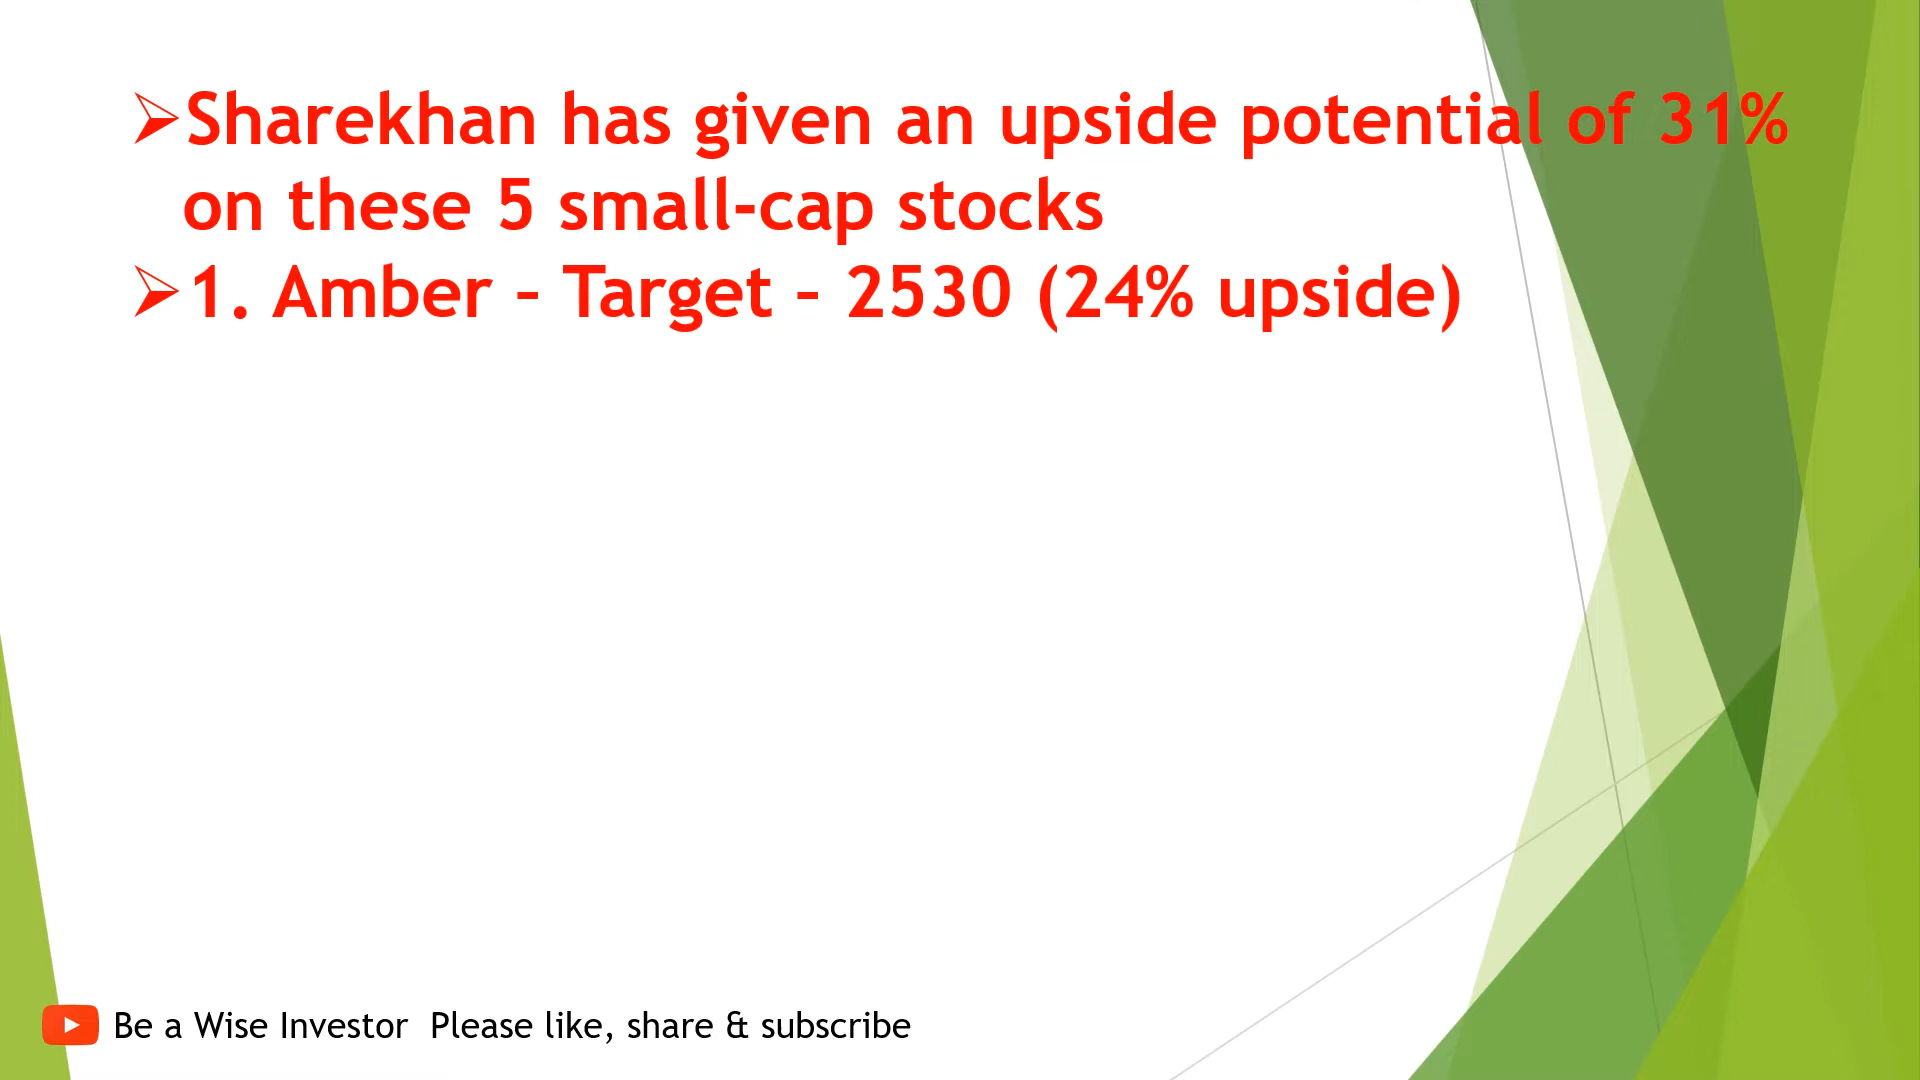 ➢Sharekhan has given an upside potential of 31%
on these 5 small-cap stocks
➢1. Amber – Target – 2530 (24% upside)
Be a Wise Investor  Please like, share & subscribe